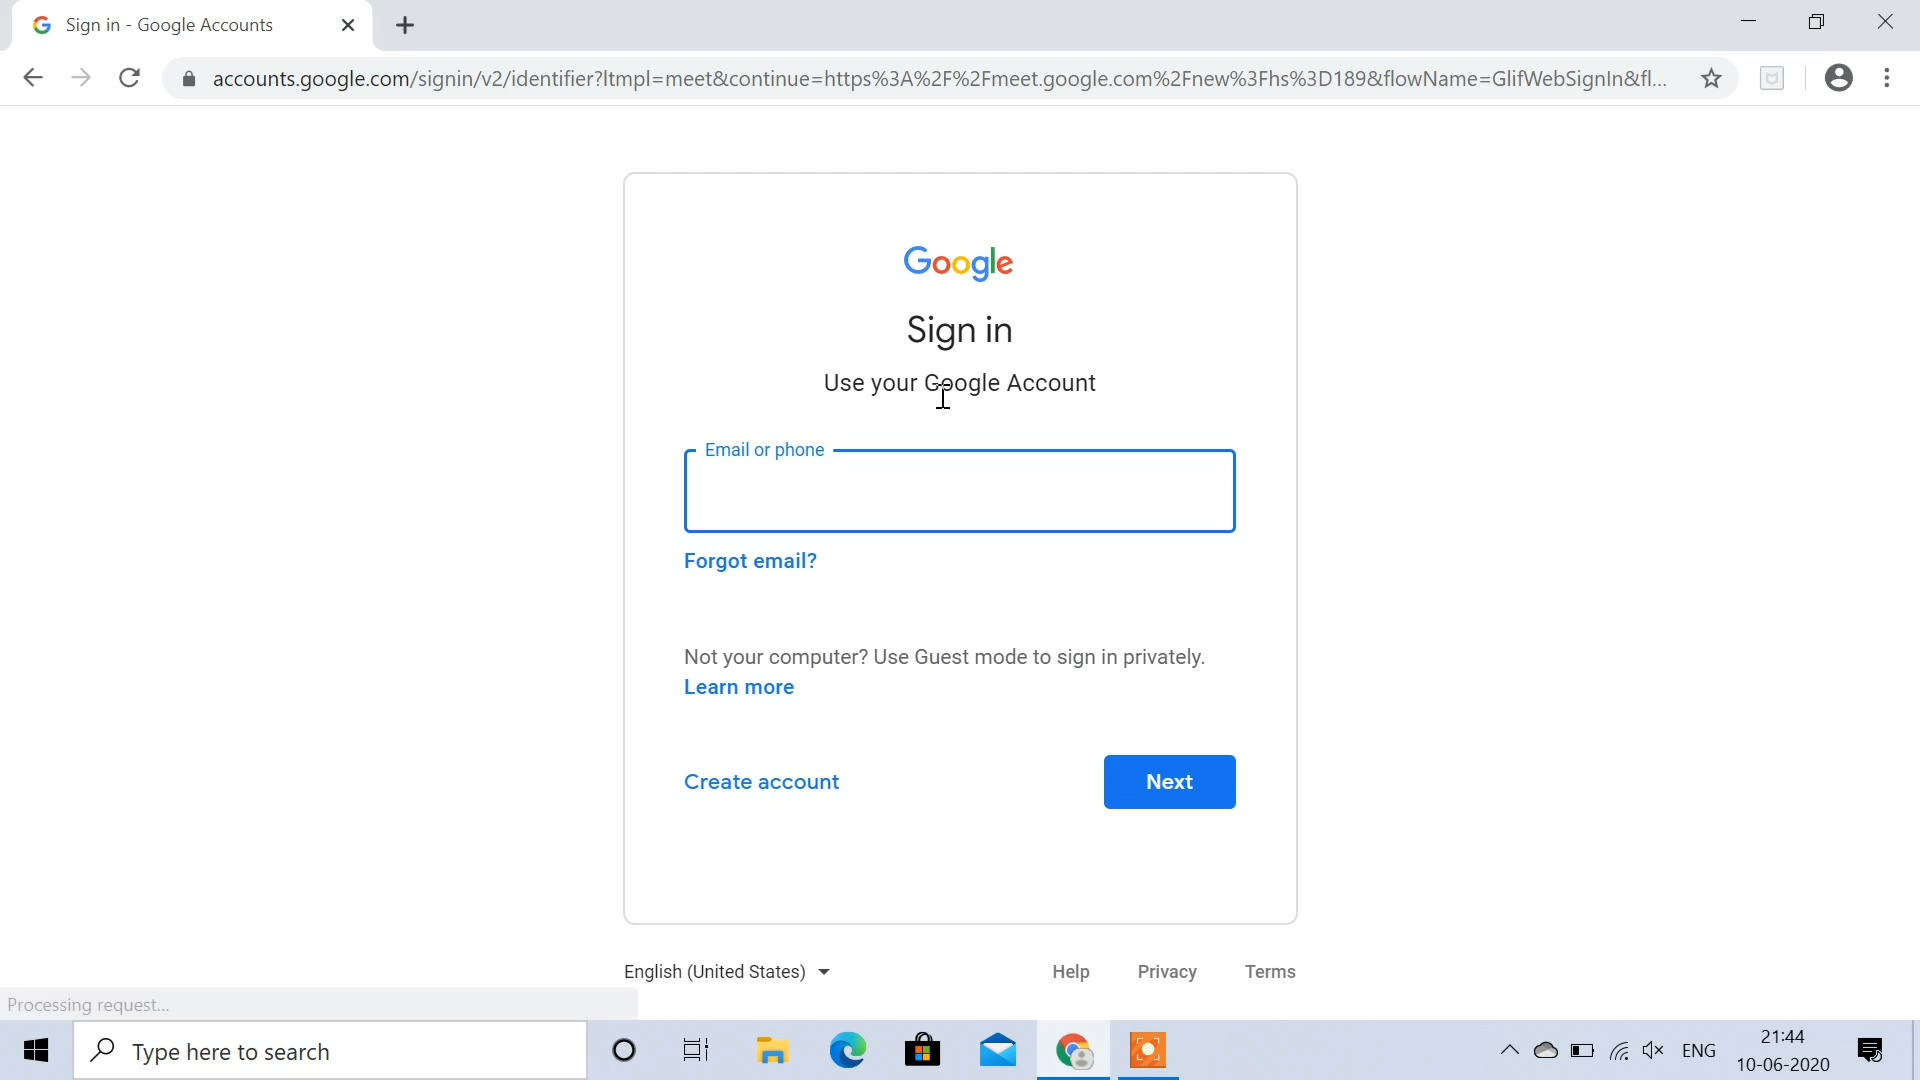 Sign in - Google Accounts
accounts.google.com/signin/v2/identifier?ltmpl=meet&continue=https%3A%2F%2Fmeet.google.com%2Fnew%3Fhs%3D189&flowName=GlifWebSignIn&fl...
Google
Sign in
Use your Google Account
Email or phone
Forgot email?
Not your computer? Use Guest mode to sign in privately.
Learn more
Create account
Next
English (United States)
Help
Privacy
Terms
Processing request...
Type here to search
ENG
21:44
10-06-2020